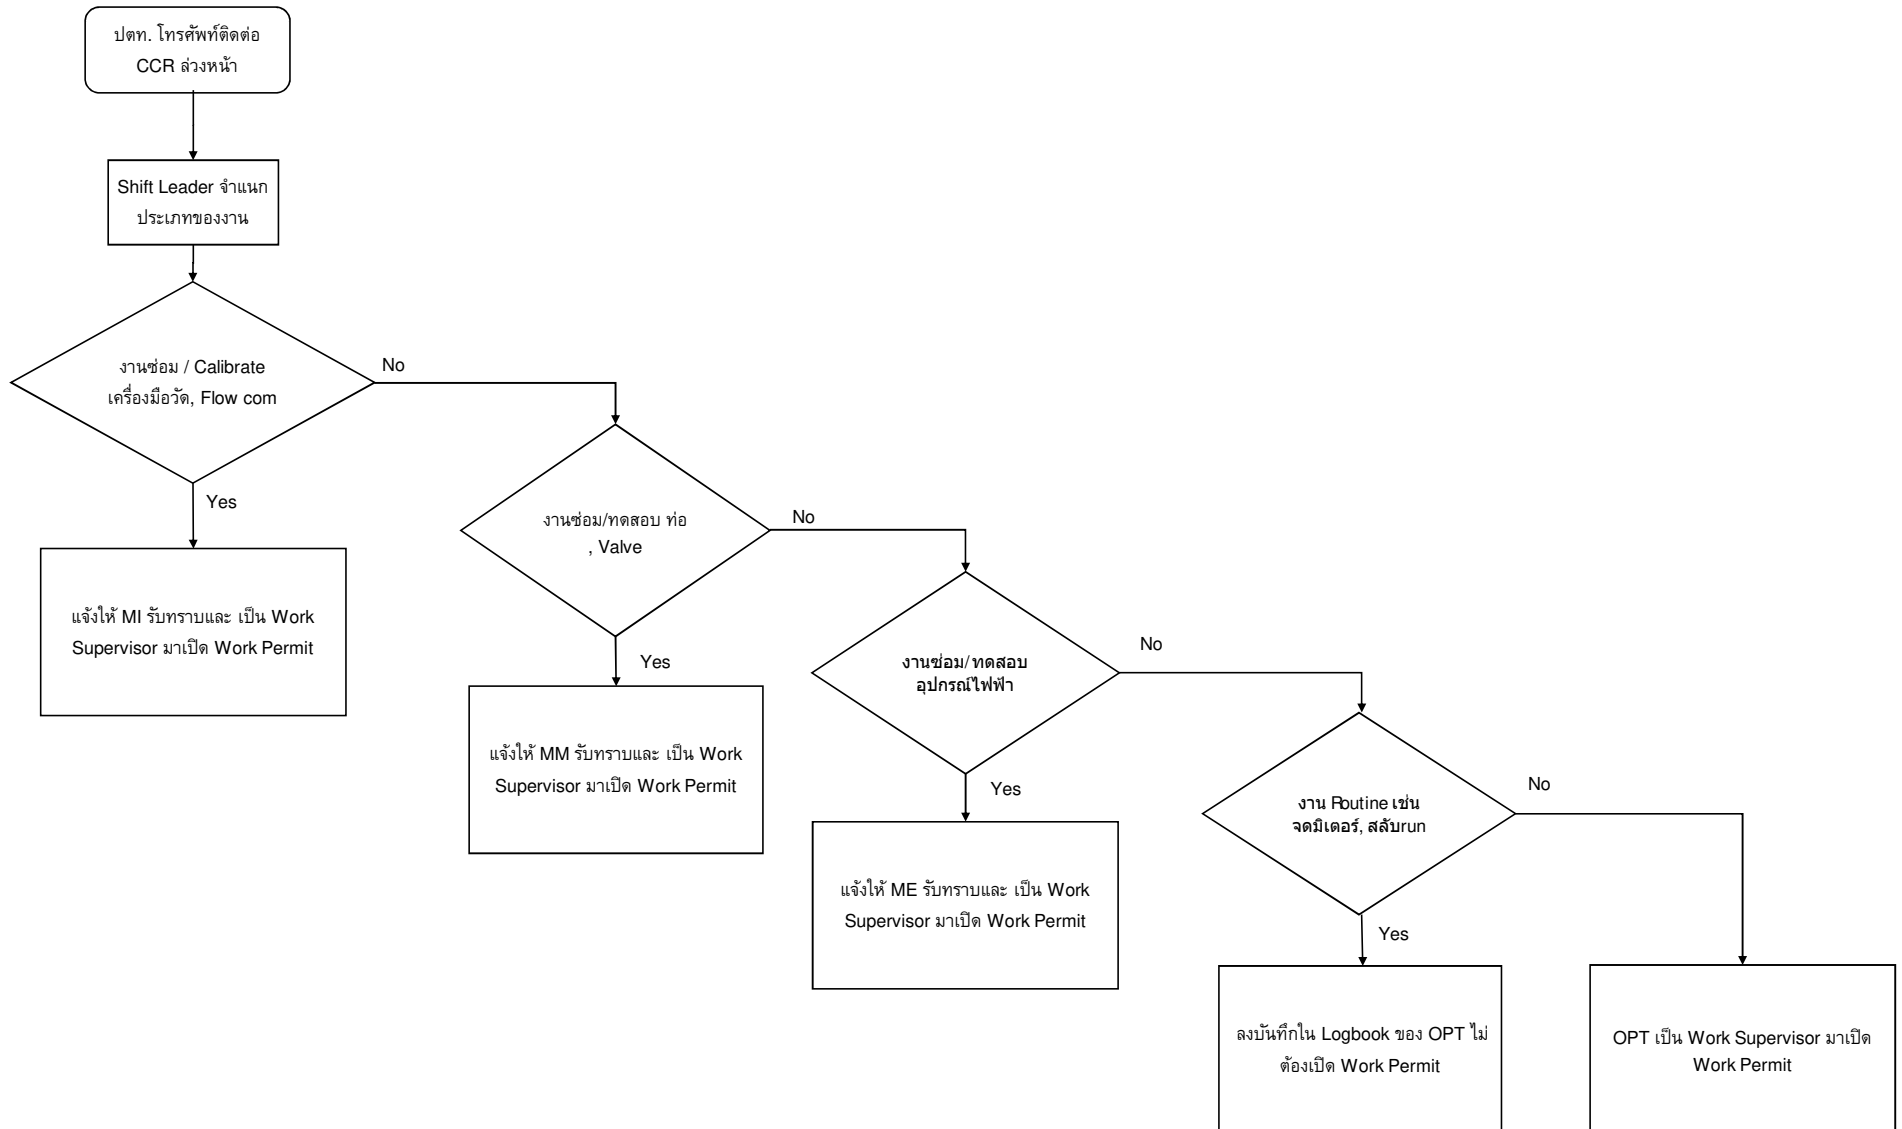 ปตท. โทรศัพท์ติดต่อ
CCR ล่วงหน้า
Shift Leader จำแนก
ประเภทของงาน
งานซ่อม / Calibrate
เครื่องมือวัด, Flow com
No
Yes
แจ้งให้ MI รับทราบและ เป็น Work
Supervisor มาเปิด Work Permit
งานซ่อม/ทดสอบ ท่อ
, Valve
No
Yes
แจ้งให้ MM รับทราบและ เป็น Work
Supervisor มาเปิด Work Permit
งานซ่อม/ทดสอบ
อุปกรณ์ไฟฟ้า
No
Yes
แจ้งให้ ME รับทราบและ เป็น Work
Supervisor มาเปิด Work Permit
งาน Routine เช่น
จดมิเตอร์, สลับrun
No
Yes
ลงบันทึกใน Logbook ของ OPT ไม่
ต้องเปิด Work Permit
OPT เป็น Work Supervisor มาเปิด
Work Permit